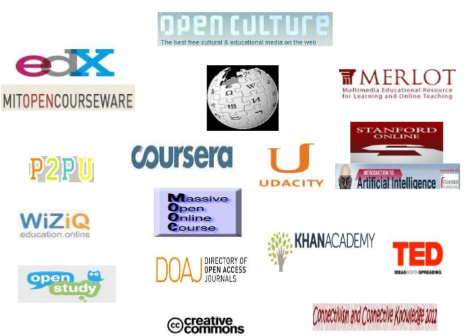 OPEN CULTURE
The best free cultural & educational media on the web
edX
MITOPENCOURSEWARE
MERLOT
Multimedia Educational Resource
for Learning and Online Teaching
STANFORD
ONLINE
P2PU
coursera
UDACITY
INTRODUCTION TO
Artificial Intelligence
Massive
Open
Online
Course
WiZiQ
education.online
KHANACADEMY
TED
IDEAS WORTH SPREADING
DOAJ
DIRECTORY OF
OPEN ACCESS
JOURNALS
open
study
cc creative
commons
Connectivism and Connective Knowledge 2012